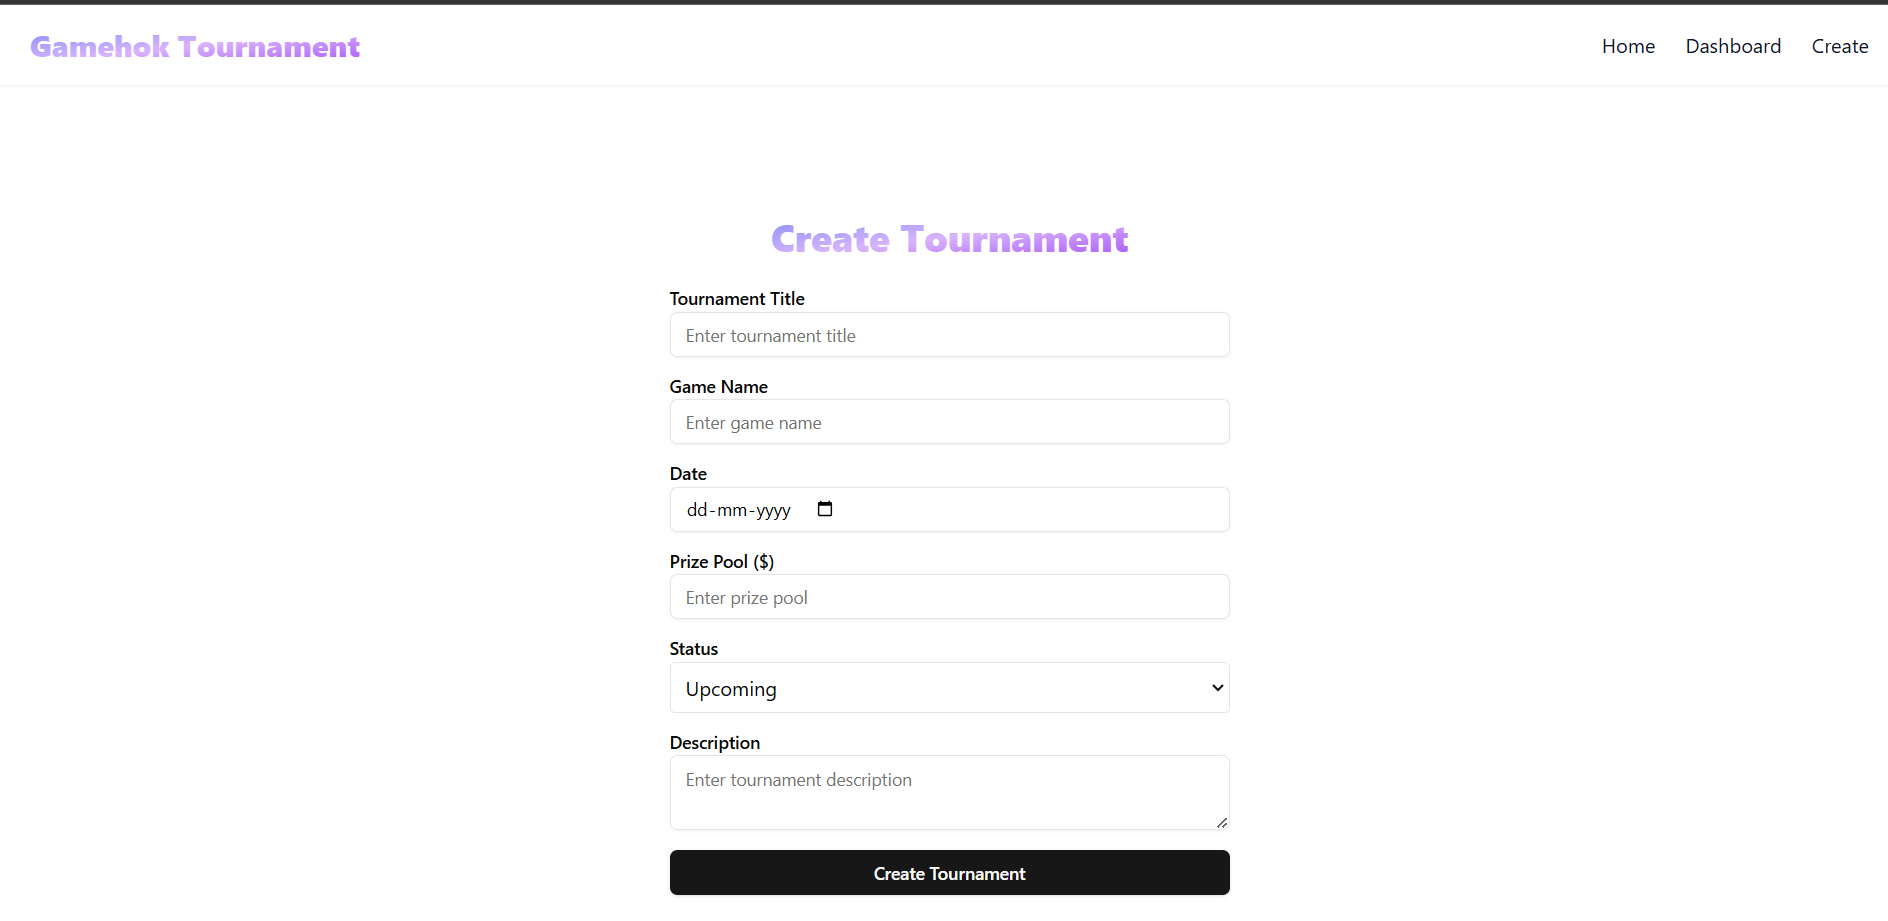 Gamehok Tournament
Home Dashboard Create
Create Tournament
Tournament Title
Enter tournament title
Game Name
Enter game name
Date
dd-mm-yyyy
Prize Pool ($)
Enter prize pool
Status
Upcoming
Description
Enter tournament description
Create Tournament